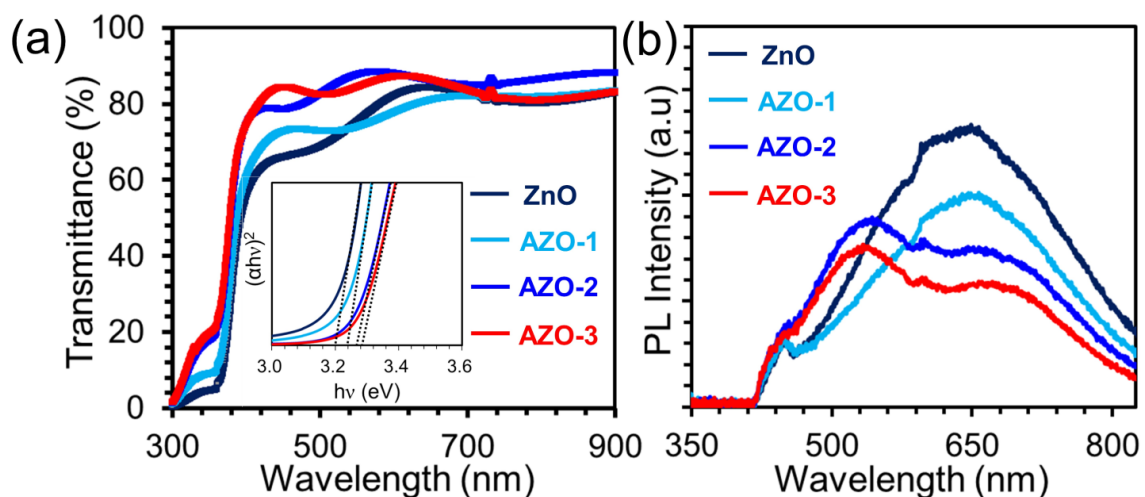 (a)
Transmittance (%)
100
80
60
40
20
0
300
500
700
900
Wavelength (nm)
ZnO
AZO-1
AZO-2
AZO-3
(αhν)²
3.0
3.2
3.4
3.6
hν (eV)
(b)
PL Intensity (a.u)
ZnO
AZO-1
AZO-2
AZO-3
350
500
650
800
Wavelength (nm)